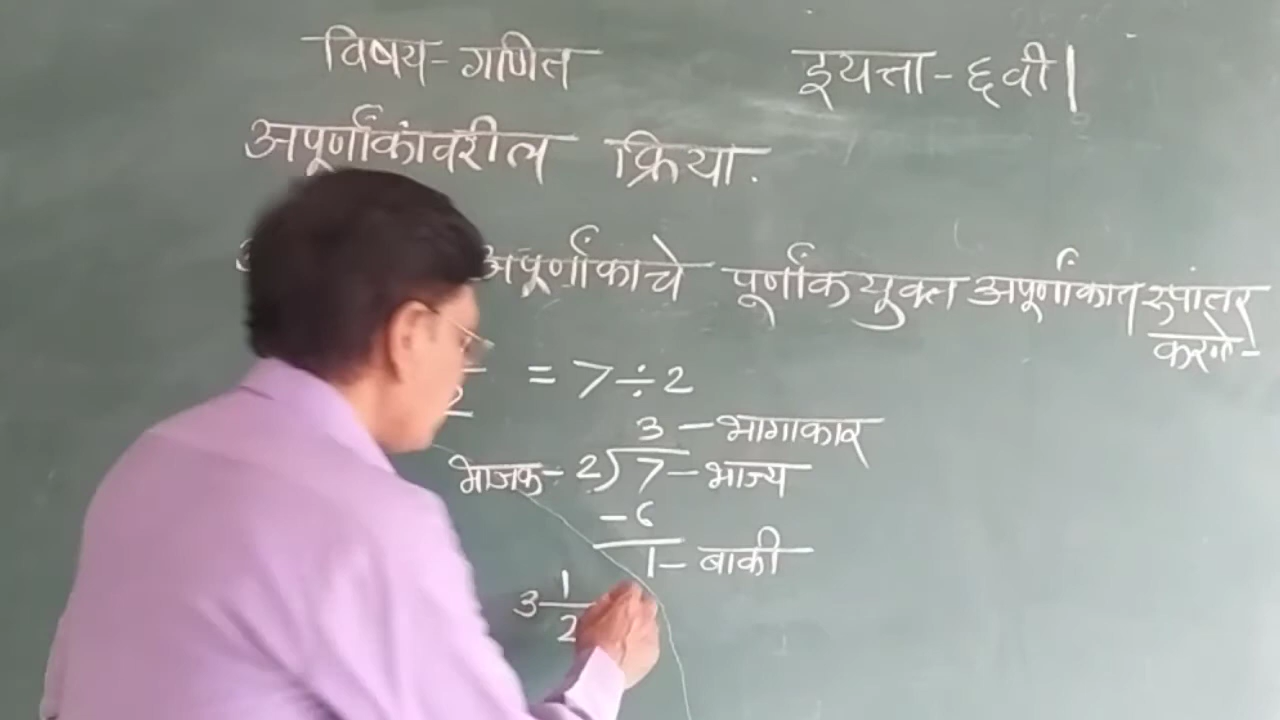 विषय - गणित
इयत्ता - ६वी।
अपूर्णांकांवरील क्रिया.
अपूर्णांकाचे पूर्णांकयुक्त अपूर्णांकात रुपांतर
करणे -
2 = 7 ÷ 2
3 - भागाकार
भाजक - 2) 7 - भाज्य
- 6
1 - बाकी
3 1/2